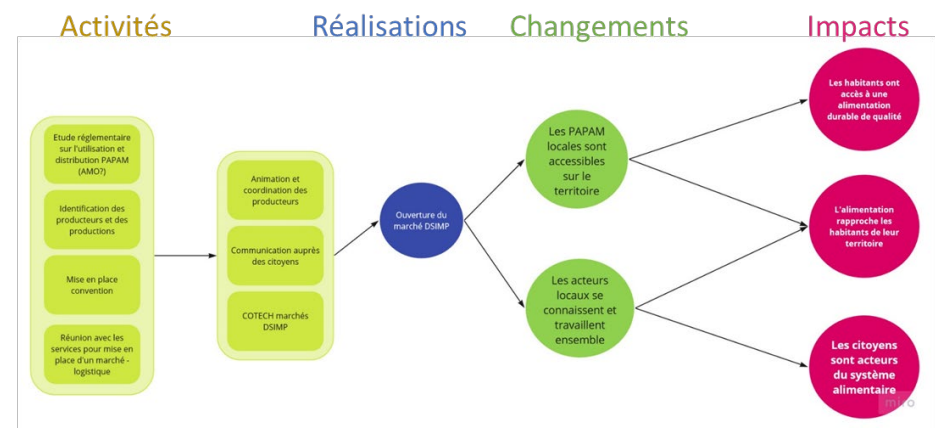 Activités
Réalisations
Changements
Impacts
Etude réglementaire
sur l'utilisation et
distribution PAPAM
(AMO?)
Identification des
producteurs et des
productions
Mise en place
convention
Réunion avec les
services pour mise en
place d'un marché -
logistique
Animation et
coordination des
producteurs
Communication auprès
des citoyens
COTECH marchés
DSIMP
Ouverture du
marché DSIMP
Les PAPAM
locales sont
accessibles
sur le
territoire
Les acteurs
locaux se
connaissent et
travaillent
ensemble
Les habitants ont
accès à une
alimentation
durable de qualité
L'alimentation
rapproche les
habitants de leur
territoire
Les citoyens
sont acteurs
du système
alimentaire
miro